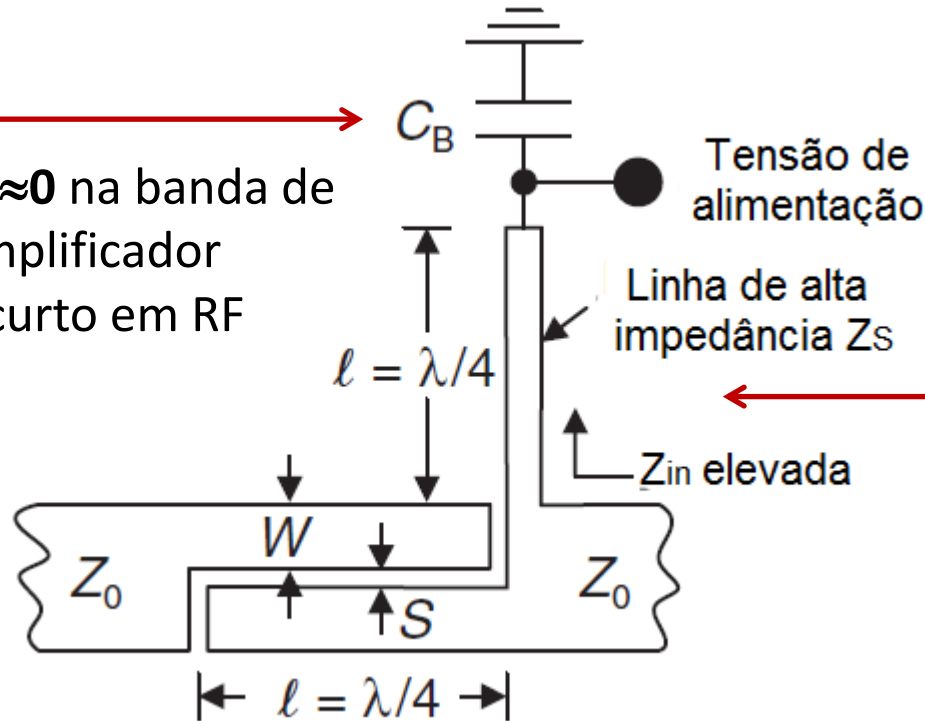 C_B
Tensão de
alimentação
≈0 na banda de
mplificador
curto em RF
Linha de alta
impedância Zs
ℓ = λ/4
Zin elevada
W
Z₀
Z₀
S
ℓ = λ/4